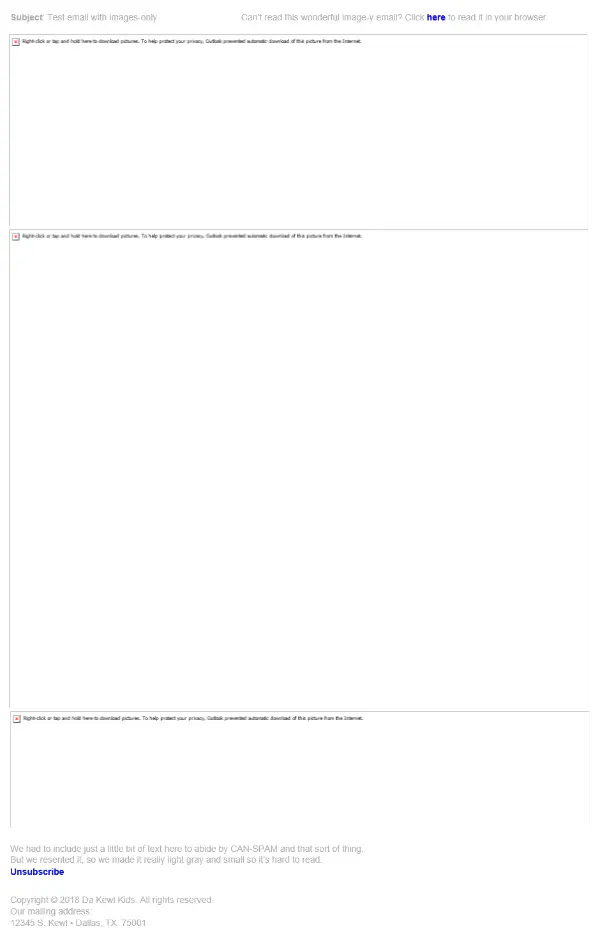 Subject: Test email with images-only
Can't read this wonderful image-y email? Click here to read it in your browser.
Right-click or tap and hold here to download pictures. To help protect your privacy, Outlook prevented automatic download of this picture from the Internet.
Right-click or tap and hold here to download pictures. To help protect your privacy, Outlook prevented automatic download of this picture from the Internet.
Right-click or tap and hold here to download pictures. To help protect your privacy, Outlook prevented automatic download of this picture from the Internet.
We had to include just a little bit of text here to abide by CAN-SPAM and that sort of thing.
But we resented it, so we made it really light gray and small so it's hard to read.
Unsubscribe
Copyright © 2018 Da Kewl Kids. All rights reserved.
Our mailing address:
12345 S. Kewl • Dallas, TX. 75001